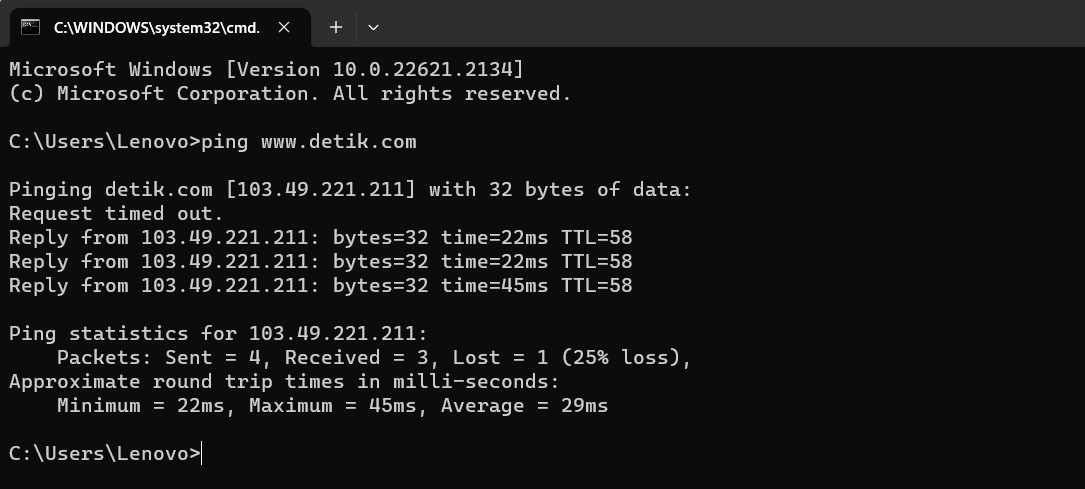 C:\WINDOWS\system32\cmd.
Microsoft Windows [Version 10.0.22621.2134]
(c) Microsoft Corporation. All rights reserved.
C:\Users\Lenovo>ping www.detik.com
Pinging detik.com [103.49.221.211] with 32 bytes of data:
Request timed out.
Reply from 103.49.221.211: bytes=32 time=22ms TTL=58
Reply from 103.49.221.211: bytes=32 time=22ms TTL=58
Reply from 103.49.221.211: bytes=32 time=45ms TTL=58
Ping statistics for 103.49.221.211:
    Packets: Sent = 4, Received = 3, Lost = 1 (25% loss),
Approximate round trip times in milli-seconds:
    Minimum = 22ms, Maximum = 45ms, Average = 29ms
C:\Users\Lenovo>